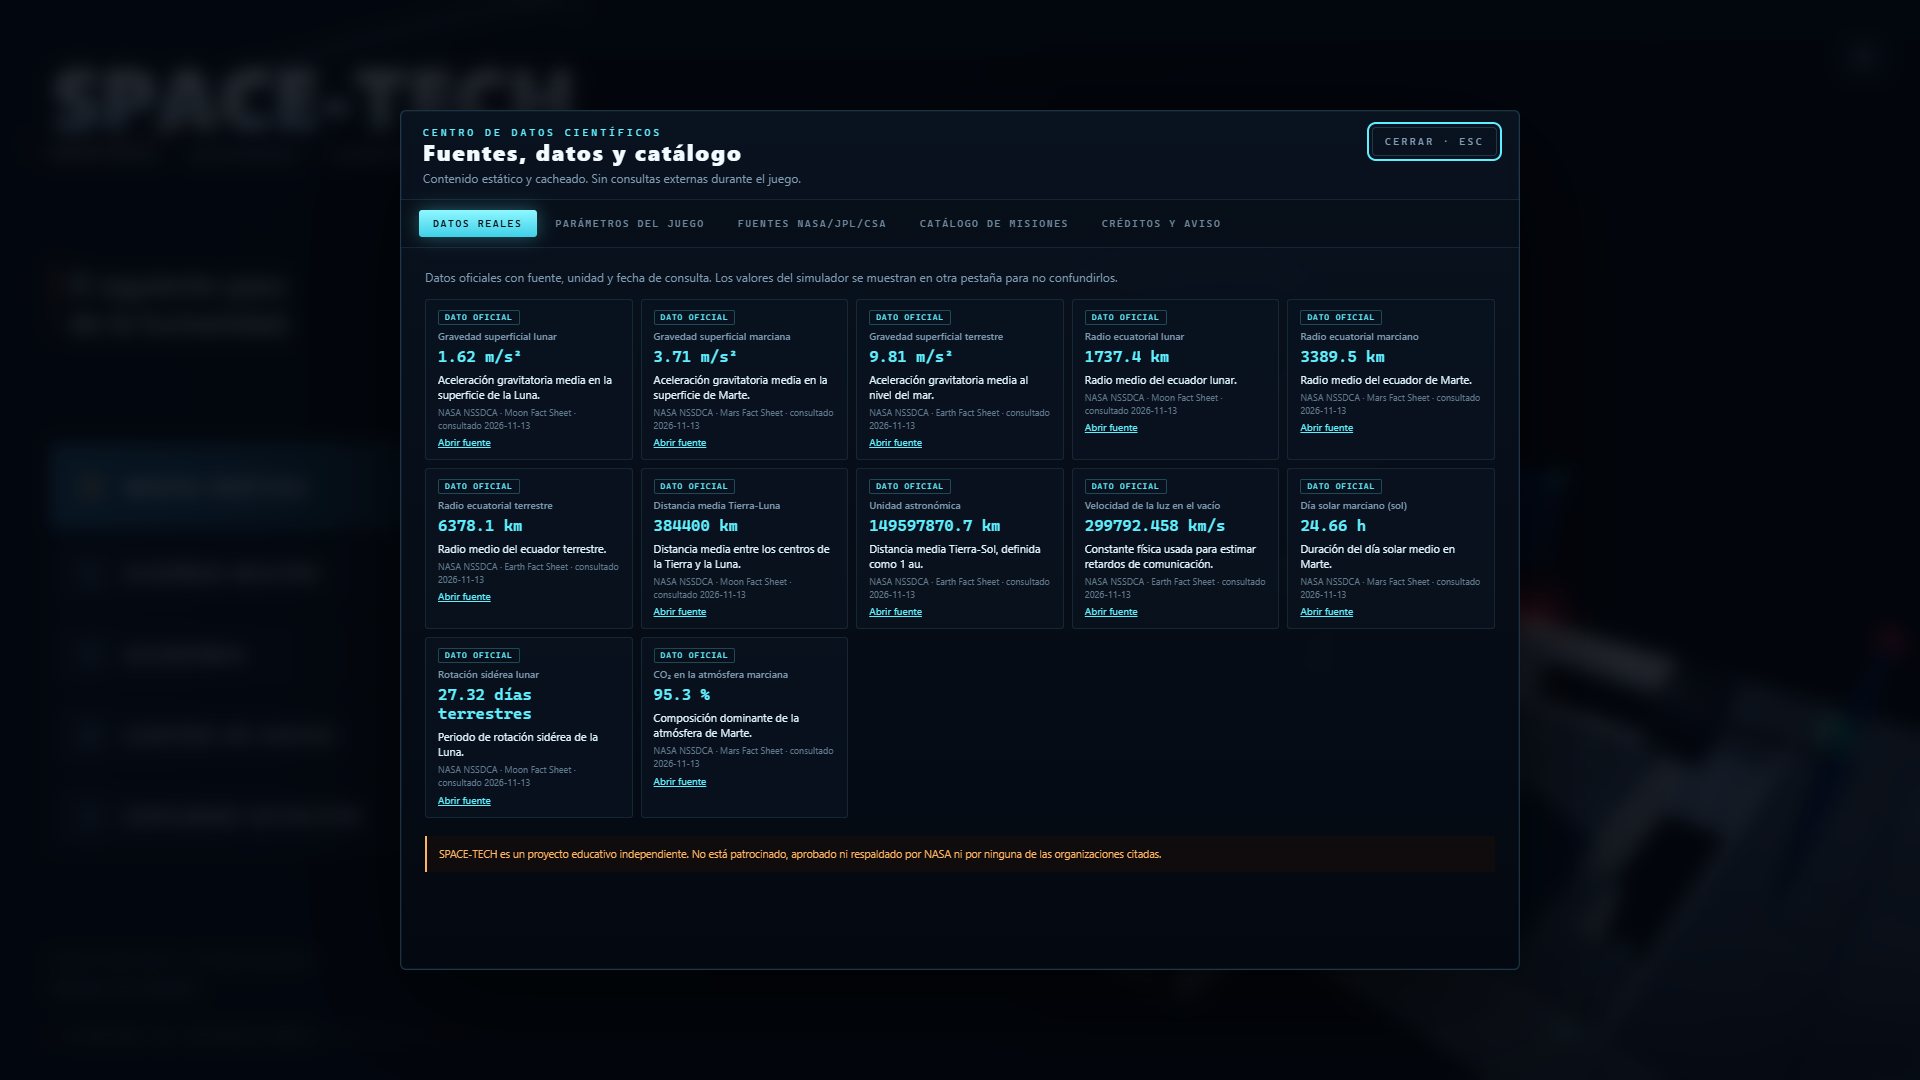 SPACE-TECH
CENTRO DE DATOS CIENTÍFICOS
Fuentes, datos y catálogo
Contenido estático y cacheado. Sin consultas externas durante el juego.
CERRAR · ESC
DATOS REALES
PARÁMETROS DEL JUEGO
FUENTES NASA/JPL/CSA
CATÁLOGO DE MISIONES
CRÉDITOS Y AVISO
Datos oficiales con fuente, unidad y fecha de consulta. Los valores del simulador se muestran en otra pestaña para no confundirlos.
DATO OFICIAL
Gravedad superficial lunar
1.62 m/s²
Aceleración gravitatoria media en la
superficie de la Luna.
NASA NSSDCA · Moon Fact Sheet ·
consultado 2026-11-13
Abrir fuente
DATO OFICIAL
Gravedad superficial marciana
3.71 m/s²
Aceleración gravitatoria media en la
superficie de Marte.
NASA NSSDCA · Mars Fact Sheet · consultado
2026-11-13
Abrir fuente
DATO OFICIAL
Gravedad superficial terrestre
9.81 m/s²
Aceleración gravitatoria media al
nivel del mar.
NASA NSSDCA · Earth Fact Sheet · consultado
2026-11-13
Abrir fuente
DATO OFICIAL
Radio ecuatorial lunar
1737.4 km
Radio medio del ecuador lunar.
NASA NSSDCA · Moon Fact Sheet ·
consultado 2026-11-13
Abrir fuente
DATO OFICIAL
Radio ecuatorial marciano
3389.5 km
Radio medio del ecuador de Marte.
NASA NSSDCA · Mars Fact Sheet · consultado
2026-11-13
Abrir fuente
DATO OFICIAL
Radio ecuatorial terrestre
6378.1 km
Radio medio del ecuador terrestre.
NASA NSSDCA · Earth Fact Sheet · consultado
2026-11-13
Abrir fuente
DATO OFICIAL
Distancia media Tierra-Luna
384400 km
Distancia media entre los centros de
la Tierra y la Luna.
NASA NSSDCA · Moon Fact Sheet ·
consultado 2026-11-13
Abrir fuente
DATO OFICIAL
Unidad astronómica
149597870.7 km
Distancia media Tierra-Sol, definida
como 1 au.
NASA NSSDCA · Earth Fact Sheet · consultado
2026-11-13
Abrir fuente
DATO OFICIAL
Velocidad de la luz en el vacío
299792.458 km/s
Constante física usada para estimar
retardos de comunicación.
NASA NSSDCA · Earth Fact Sheet · consultado
2026-11-13
Abrir fuente
DATO OFICIAL
Día solar marciano (sol)
24.66 h
Duración del día solar medio en
Marte.
NASA NSSDCA · Mars Fact Sheet · consultado
2026-11-13
Abrir fuente
DATO OFICIAL
Rotación sidérea lunar
27.32 días
terrestres
Periodo de rotación sidérea de la
Luna.
NASA NSSDCA · Moon Fact Sheet ·
consultado 2026-11-13
Abrir fuente
DATO OFICIAL
CO₂ en la atmósfera marciana
95.3 %
Composición dominante de la
atmósfera de Marte.
NASA NSSDCA · Mars Fact Sheet · consultado
2026-11-13
Abrir fuente
SPACE-TECH es un proyecto educativo independiente. No está patrocinado, aprobado ni respaldado por NASA ni por ninguna de las organizaciones citadas.